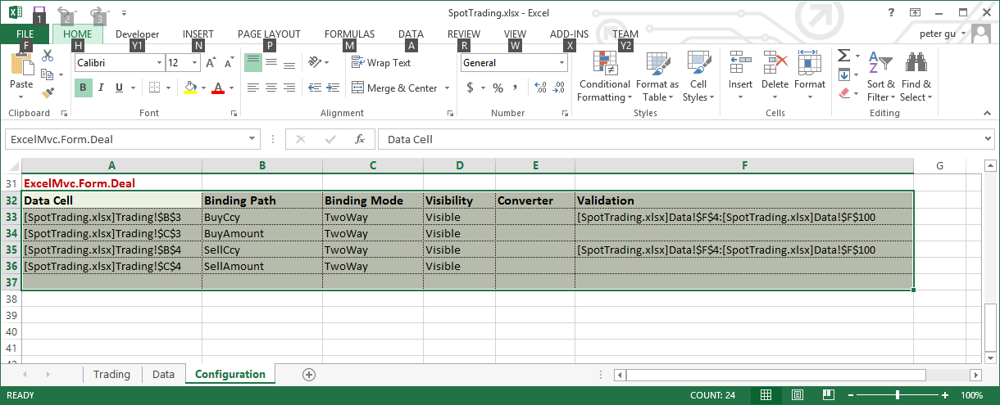 SpotTrading.xlsx - Excel
1 2 3
FILE HOME Developer INSERT PAGE LAYOUT FORMULAS DATA REVIEW VIEW ADD-INS TEAM peter gu
F H Y1 N P M A R W X Y2
Calibri 12 Wrap Text General
Paste B I U A Merge & Center $ % , Conditional Formatting Format as Table Cell Styles Insert Delete Format Sort & Filter Find & Select
Clipboard Font Alignment Number Styles Cells Editing
ExcelMvc.Form.Deal fx Data Cell
A B C D E F G
31 ExcelMvc.Form.Deal
32 Data Cell Binding Path Binding Mode Visibility Converter Validation
33 [SpotTrading.xlsx]Trading!$B$3 BuyCcy TwoWay Visible [SpotTrading.xlsx]Data!$F$4:[SpotTrading.xlsx]Data!$F$100
34 [SpotTrading.xlsx]Trading!$C$3 BuyAmount TwoWay Visible
35 [SpotTrading.xlsx]Trading!$B$4 SellCcy TwoWay Visible [SpotTrading.xlsx]Data!$F$4:[SpotTrading.xlsx]Data!$F$100
36 [SpotTrading.xlsx]Trading!$C$4 SellAmount TwoWay Visible
37
38
39
40
41
Trading Data Configuration
READY COUNT: 24 100%